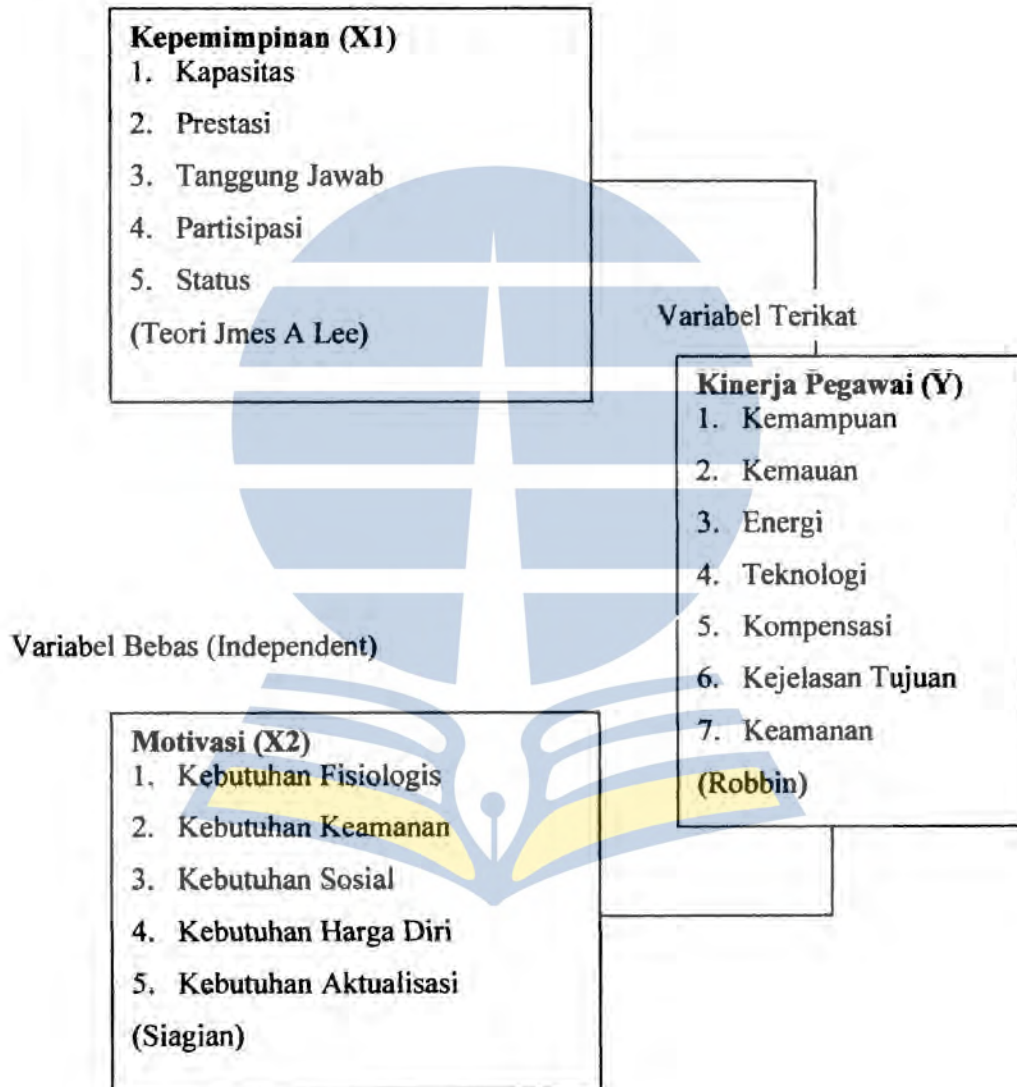 Kepemimpinan (X1)
1. Kapasitas
2. Prestasi
3. Tanggung Jawab
4. Partisipasi
5. Status
(Teori Jmes A Lee)
Variabel Terikat
Kinerja Pegawai (Y)
1. Kemampuan
2. Kemauan
3. Energi
4. Teknologi
5. Kompensasi
6. Kejelasan Tujuan
7. Keamanan
(Robbin)
Variabel Bebas (Independent)
Motivasi (X2)
1. Kebutuhan Fisiologis
2. Kebutuhan Keamanan
3. Kebutuhan Sosial
4. Kebutuhan Harga Diri
5. Kebutuhan Aktualisasi
(Siagian)